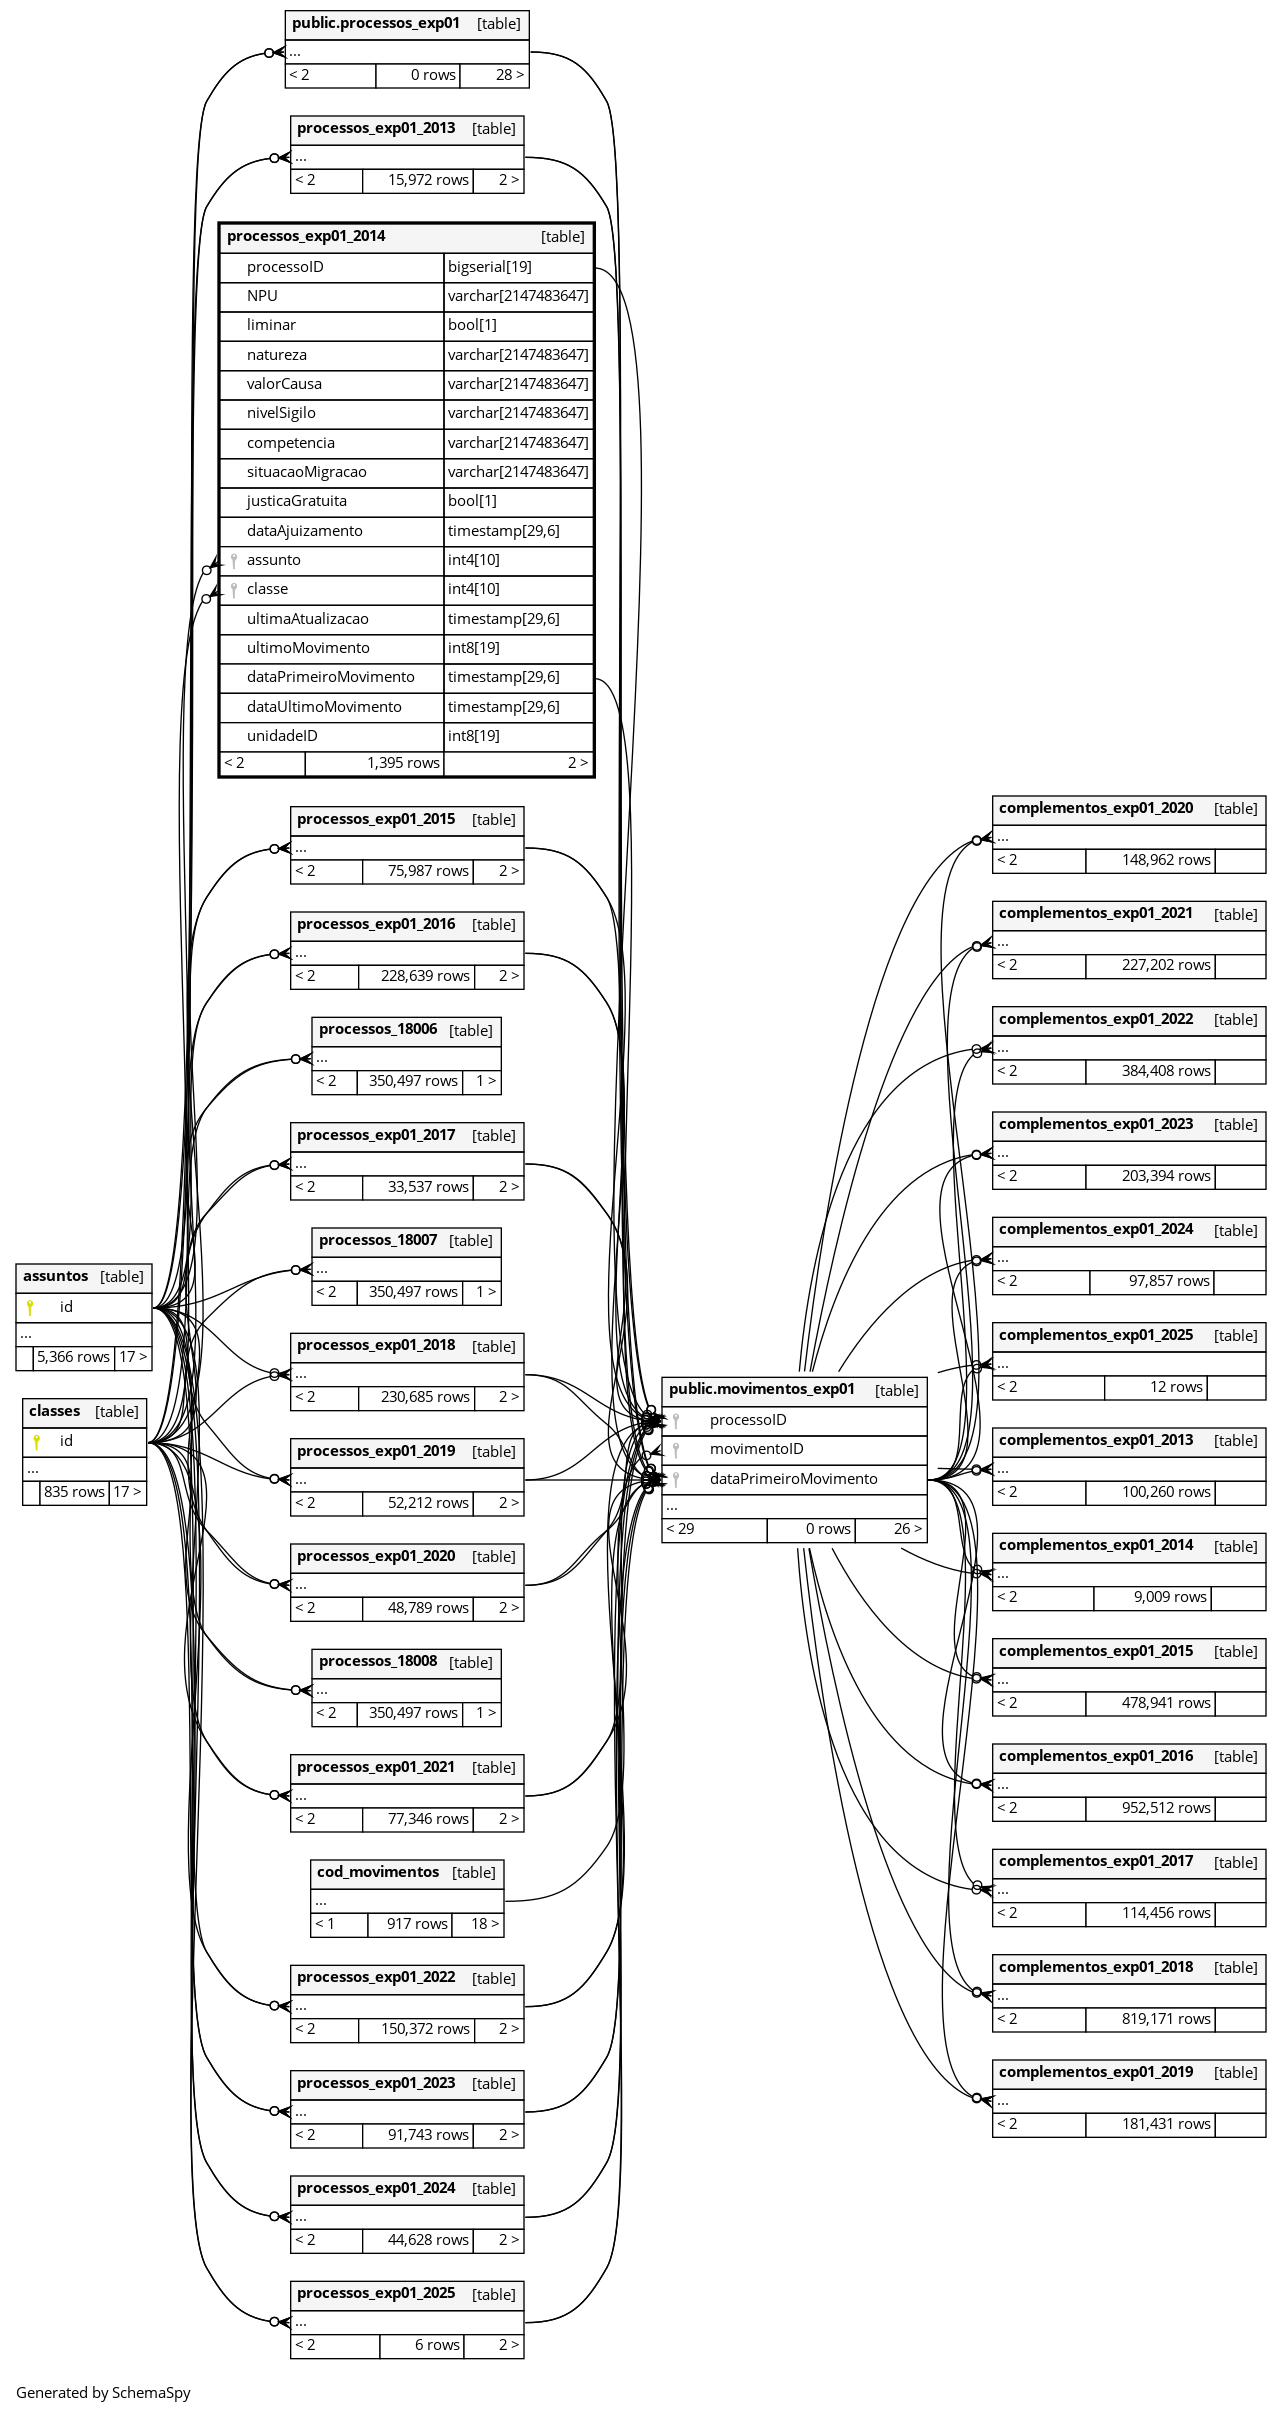 public.processos_exp01 [table]
...
< 2 0 rows 28 >
processos_exp01_2013 [table]
...
< 2 15,972 rows 2 >
processos_exp01_2014 [table]
processoID bigserial[19]
NPU varchar[2147483647]
liminar bool[1]
natureza varchar[2147483647]
valorCausa varchar[2147483647]
nivelSigilo varchar[2147483647]
competencia varchar[2147483647]
situacaoMigracao varchar[2147483647]
justicaGratuita bool[1]
dataAjuizamento timestamp[29,6]
assunto int4[10]
classe int4[10]
ultimaAtualizacao timestamp[29,6]
ultimoMovimento int8[19]
dataPrimeiroMovimento timestamp[29,6]
dataUltimoMovimento timestamp[29,6]
unidadeID int8[19]
< 2 1,395 rows 2 >
processos_exp01_2015 [table]
...
< 2 75,987 rows 2 >
processos_exp01_2016 [table]
...
< 2 228,639 rows 2 >
processos_18006 [table]
...
< 2 350,497 rows 1 >
processos_exp01_2017 [table]
...
< 2 33,537 rows 2 >
processos_18007 [table]
...
< 2 350,497 rows 1 >
processos_exp01_2018 [table]
...
< 2 230,685 rows 2 >
processos_exp01_2019 [table]
...
< 2 52,212 rows 2 >
processos_exp01_2020 [table]
...
< 2 48,789 rows 2 >
processos_18008 [table]
...
< 2 350,497 rows 1 >
processos_exp01_2021 [table]
...
< 2 77,346 rows 2 >
cod_movimentos [table]
...
< 1 917 rows 18 >
processos_exp01_2022 [table]
...
< 2 150,372 rows 2 >
processos_exp01_2023 [table]
...
< 2 91,743 rows 2 >
processos_exp01_2024 [table]
...
< 2 44,628 rows 2 >
processos_exp01_2025 [table]
...
< 2 6 rows 2 >
assuntos [table]
id
...
5,366 rows 17 >
classes [table]
id
...
835 rows 17 >
public.movimentos_exp01 [table]
processoID
movimentoID
dataPrimeiroMovimento
...
< 29 0 rows 26 >
complementos_exp01_2020 [table]
...
< 2 148,962 rows
complementos_exp01_2021 [table]
...
< 2 227,202 rows
complementos_exp01_2022 [table]
...
< 2 384,408 rows
complementos_exp01_2023 [table]
...
< 2 203,394 rows
complementos_exp01_2024 [table]
...
< 2 97,857 rows
complementos_exp01_2025 [table]
...
< 2 12 rows
complementos_exp01_2013 [table]
...
< 2 100,260 rows
complementos_exp01_2014 [table]
...
< 2 9,009 rows
complementos_exp01_2015 [table]
...
< 2 478,941 rows
complementos_exp01_2016 [table]
...
< 2 952,512 rows
complementos_exp01_2017 [table]
...
< 2 114,456 rows
complementos_exp01_2018 [table]
...
< 2 819,171 rows
complementos_exp01_2019 [table]
...
< 2 181,431 rows
Generated by SchemaSpy